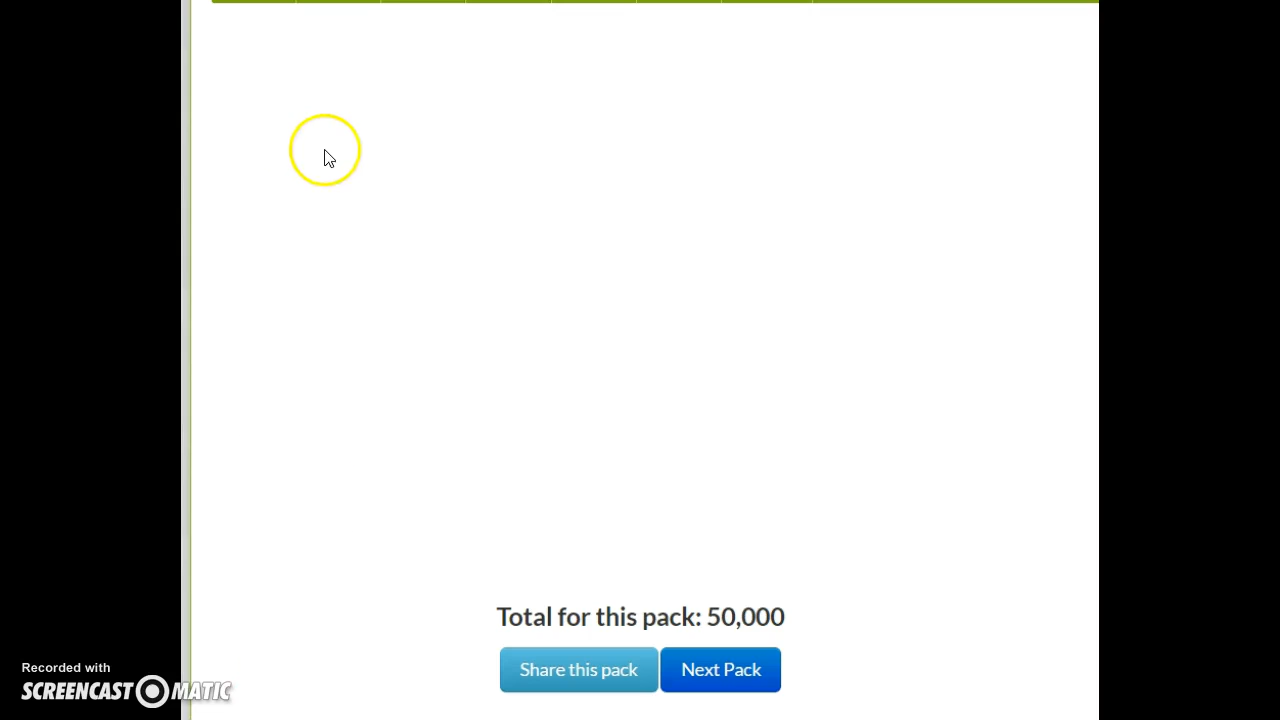 Total for this pack: 50,000
Share this pack
Next Pack
Recorded with
SCREENCAST MATIC